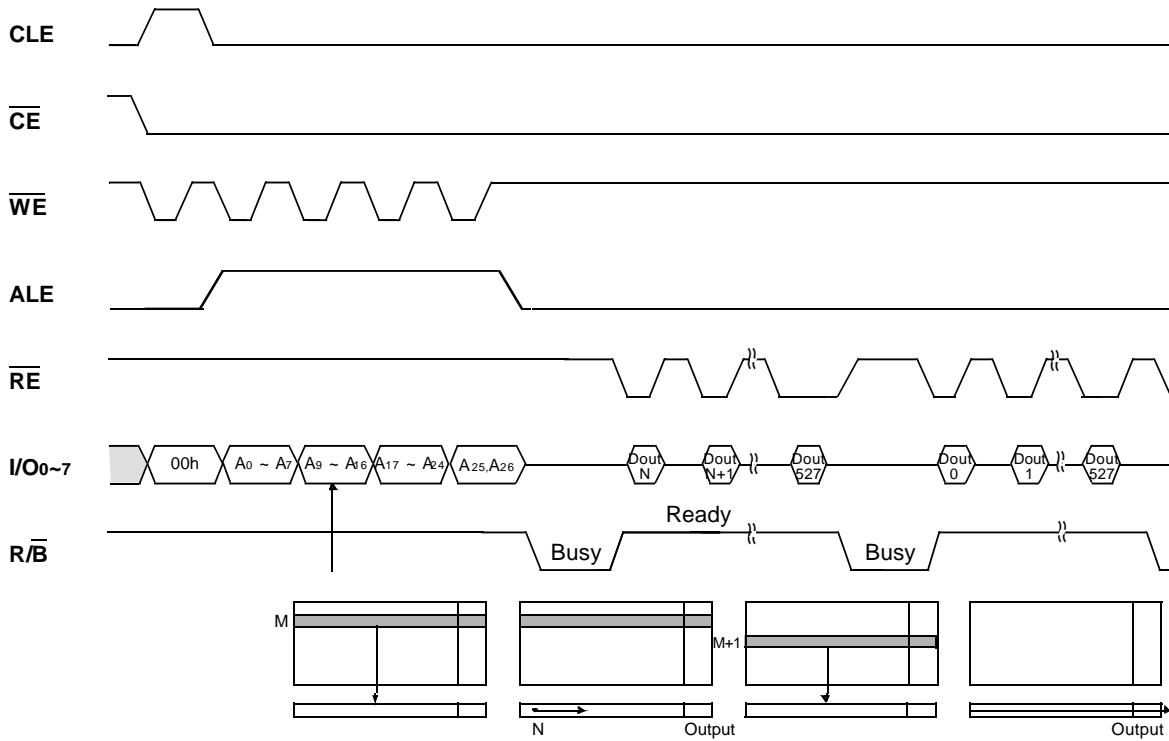 CLE
CE
WE
ALE
RE
I/O0~7
00h
A0 ~ A7
A9 ~ A16
A17 ~ A24
A25,A26
Dout
N
Dout
N+1
Dout
527
Dout
0
Dout
1
Dout
527
R/B
Busy
Ready
Busy
M
M+1
N
Output
Output